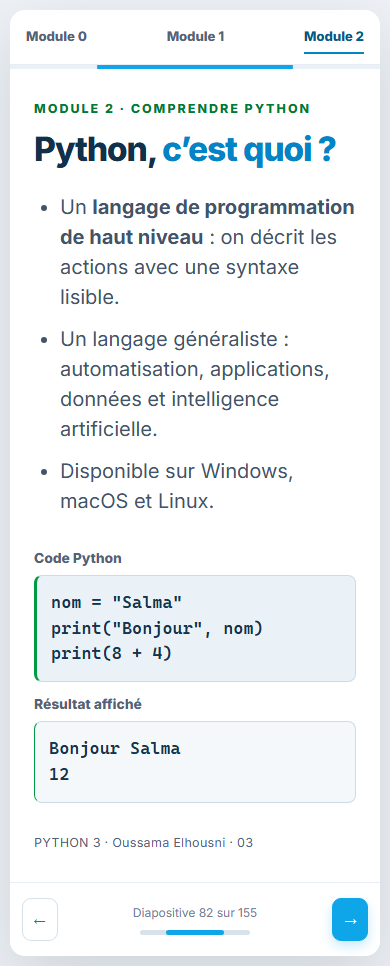 Module 0 Module 1 Module 2
MODULE 2 · COMPRENDRE PYTHON
Python, c’est quoi ?
• Un langage de programmation
de haut niveau : on décrit les
actions avec une syntaxe
lisible.
• Un langage généraliste :
automatisation, applications,
données et intelligence
artificielle.
• Disponible sur Windows,
macOS et Linux.
Code Python
nom = "Salma"
print("Bonjour", nom)
print(8 + 4)
Résultat affiché
Bonjour Salma
12
PYTHON 3 · Oussama Elhousni · 03
Diapositive 82 sur 155
← →